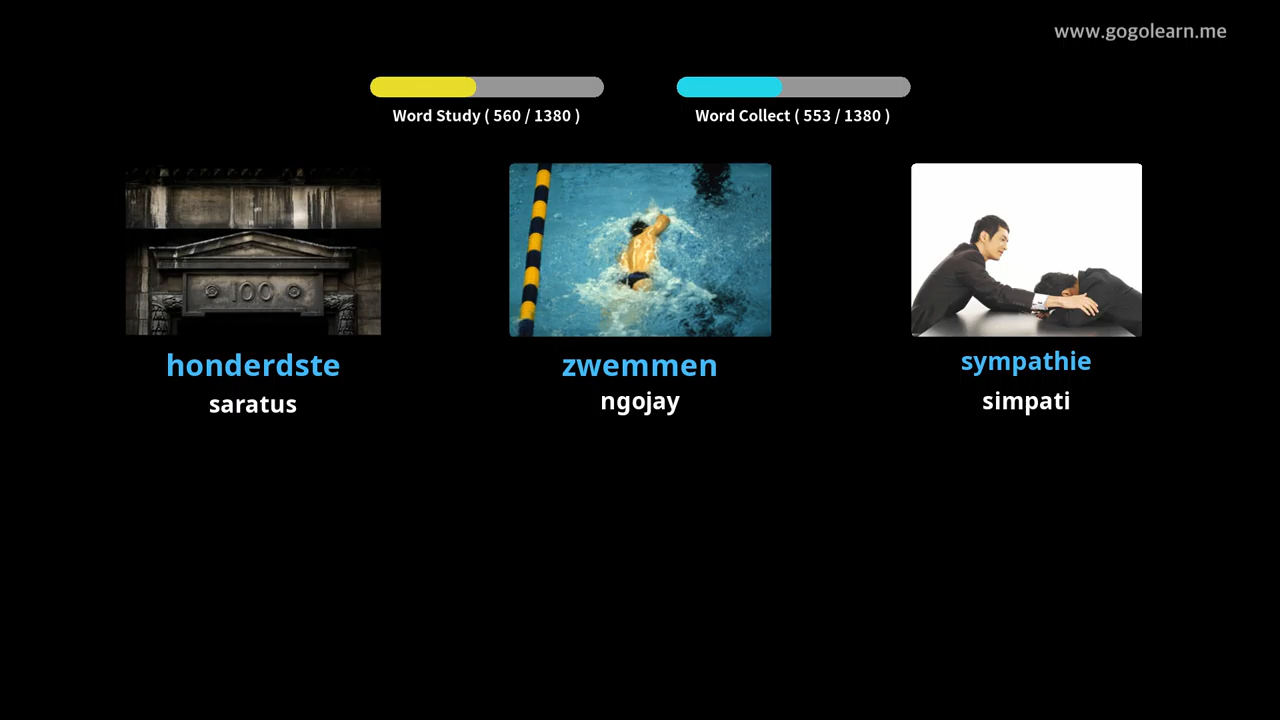 www.gogolearn.me
Word Study ( 560 / 1380 )
Word Collect ( 553 / 1380 )
100
honderdste
zwemmen
sympathie
saratus
ngojay
simpati